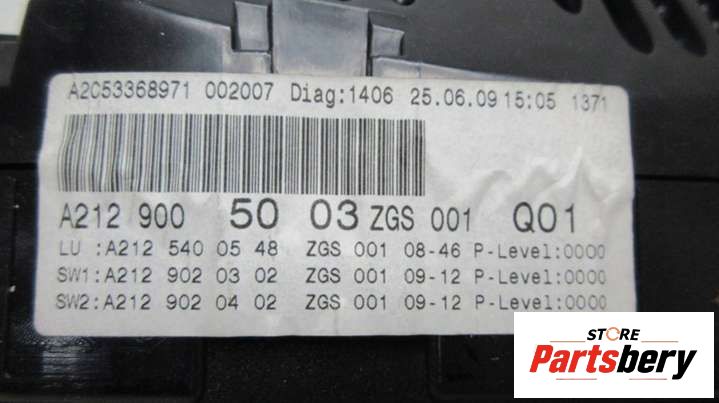 A2C53368971 002007 Diag:1406 25.06.09 15:05 1371
A212 900 50 03 ZGS 001 Q01
LU :A212 540 05 48 ZGS 001 08-46 P-Level:0000
SW1:A212 902 03 02 ZGS 001 09-12 P-Level:0000
SW2:A212 902 04 02 ZGS 001 09-12 P-Level:0000
STORE
Partsbery